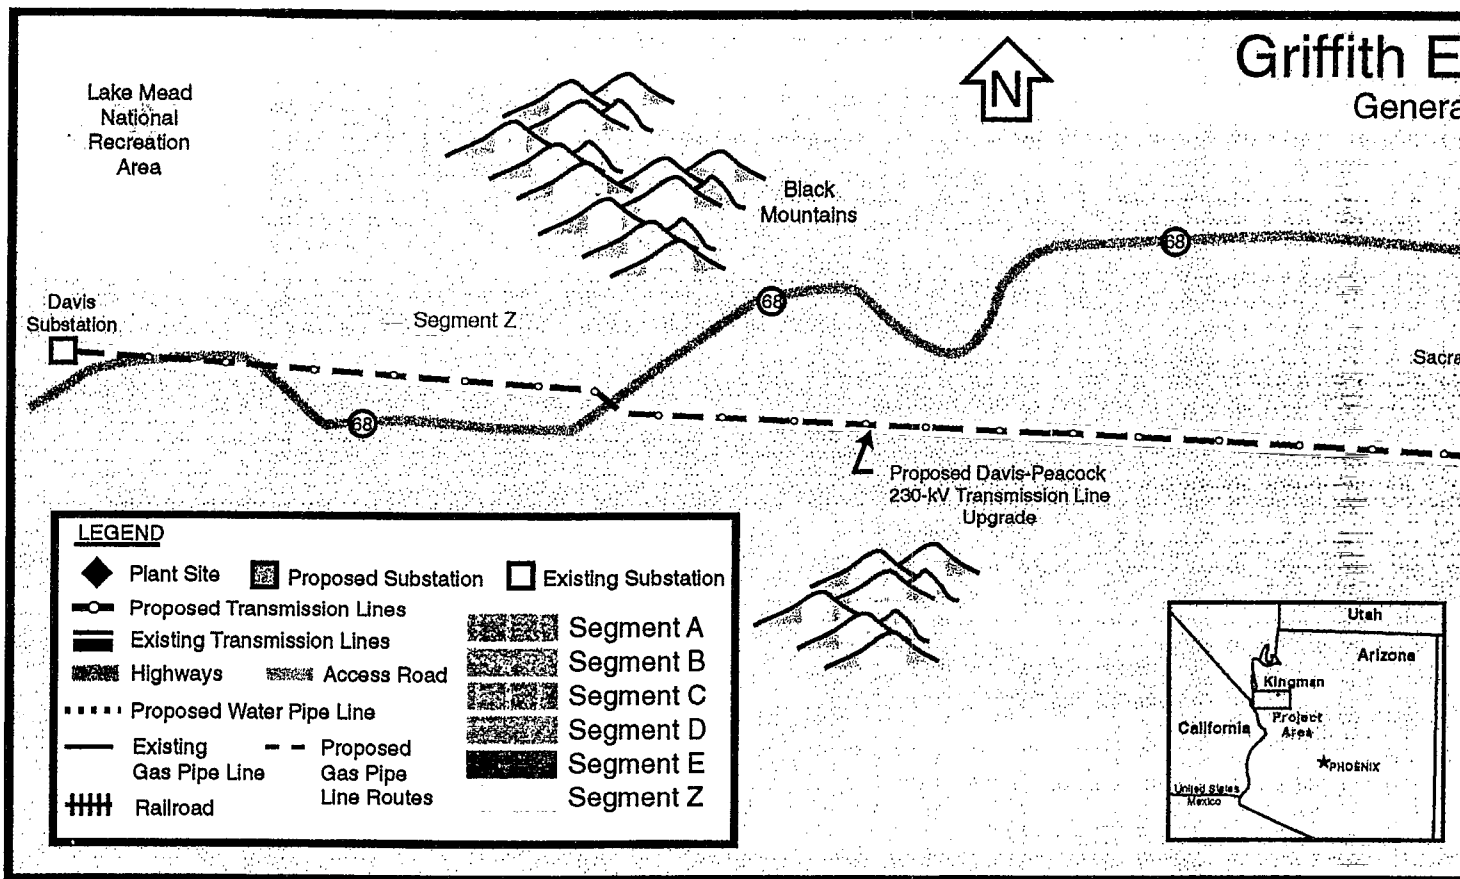 Griffith E
Genera
N
Lake Mead
National
Recreation
Area
Black
Mountains
68
68
Davis
Substation
Segment Z
Sacra
68
Proposed Davis-Peacock
230-kV Transmission Line
Upgrade
LEGEND
Plant Site
Proposed Substation
Existing Substation
Proposed Transmission Lines
Existing Transmission Lines
Highways
Access Road
Proposed Water Pipe Line
Existing
Gas Pipe Line
Proposed
Gas Pipe
Line Routes
Railroad
Segment A
Segment B
Segment C
Segment D
Segment E
Segment Z
Utah
Arizona
Kingman
Project
Area
California
PHOENIX
United States
Mexico